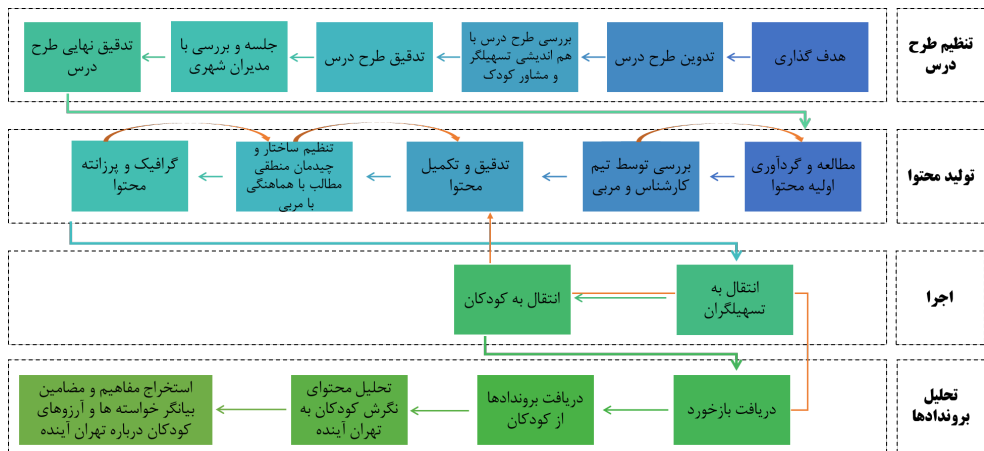 تنظیم طرح
درس
هدف گذاری
تدوین طرح درس
بررسی طرح درس با
هم اندیشی تسهیلگر
و مشاور کودک
تدقیق طرح درس
جلسه و بررسی با
مدیران شهری
تدقیق نهایی طرح
درس
تولید محتوا
مطالعه و گردآوری
اولیه محتوا
بررسی توسط تیم
کارشناس و مربی
تدقیق و تکمیل
محتوا
تنظیم ساختار و
چیدمان منطقی
مطالب با هماهنگی
با مربی
گرافیک و پرزانته
محتوا
اجرا
انتقال به
تسهیلگران
انتقال به کودکان
تحلیل
بروندادها
دریافت بازخورد
دریافت بروندادها
از کودکان
تحلیل محتوای
نگرش کودکان به
تهران آینده
استخراج مفاهیم و مضامین
بیانگر خواسته ها و آرزوهای
کودکان درباره تهران آینده